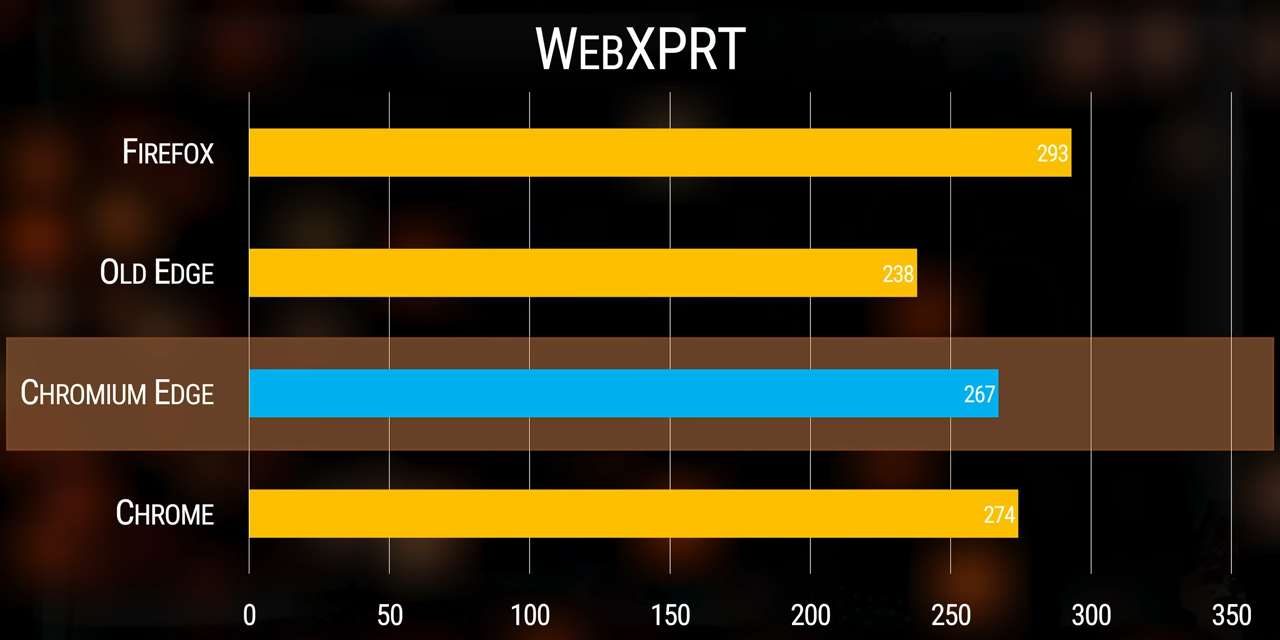 WebXPRT
Firefox
293
Old Edge
238
Chromium Edge
267
Chrome
274
0 50 100 150 200 250 300 350